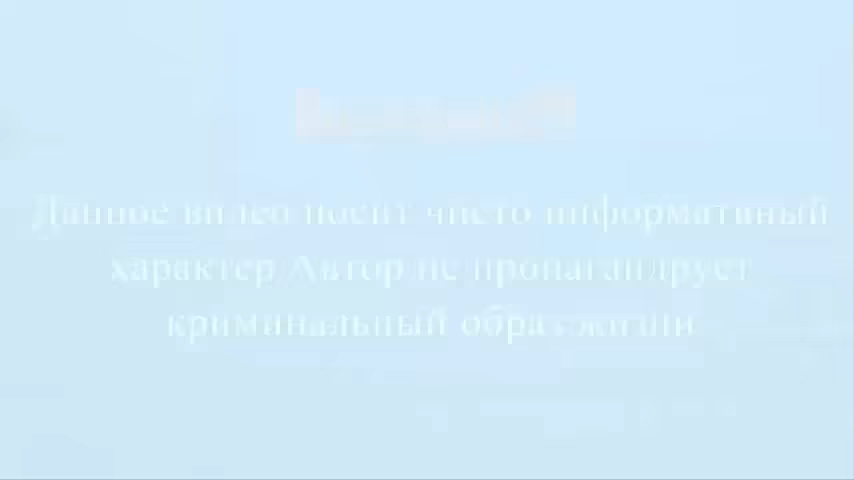 Данное видео носит чисто информативный
характер Автор не пропагандирует
криминальный образ жизни